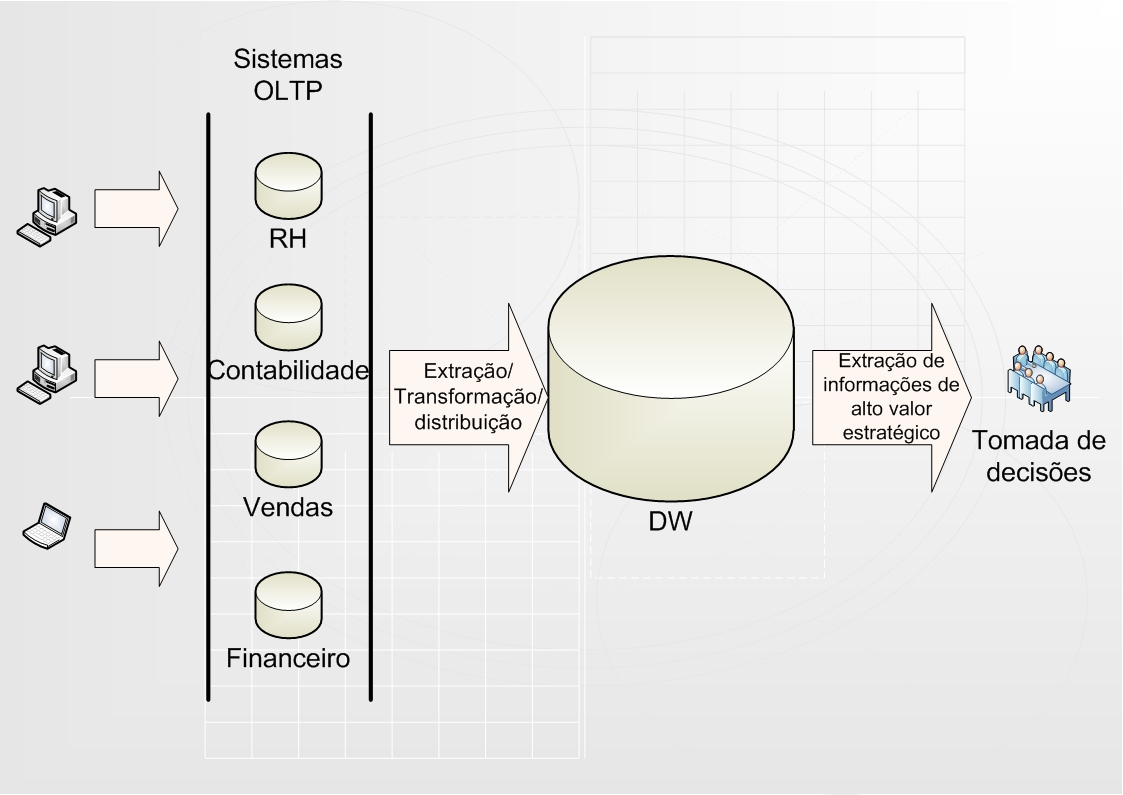 Sistemas
OLTP
RH
Contabilidade
Vendas
Financeiro
Extração/
Transformação/
distribuição
DW
Extração de
informações de
alto valor
estratégico
Tomada de
decisões